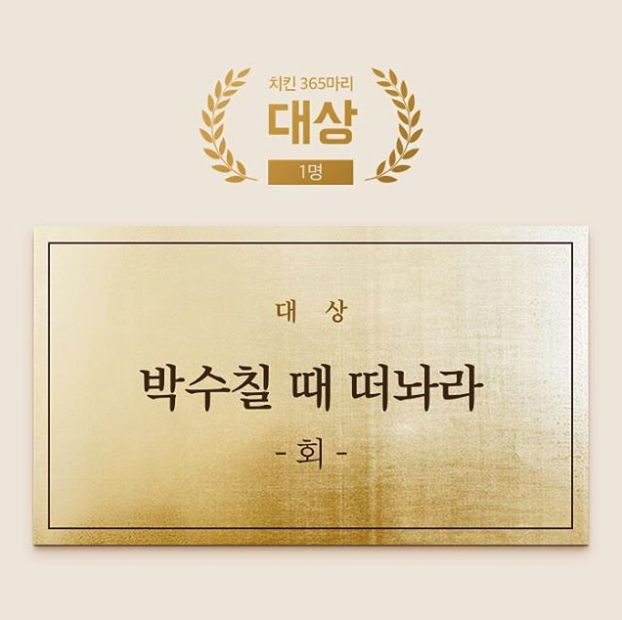 치킨 365마리
대상
1명
대 상
박수칠 때 떠놔라
- 회 -